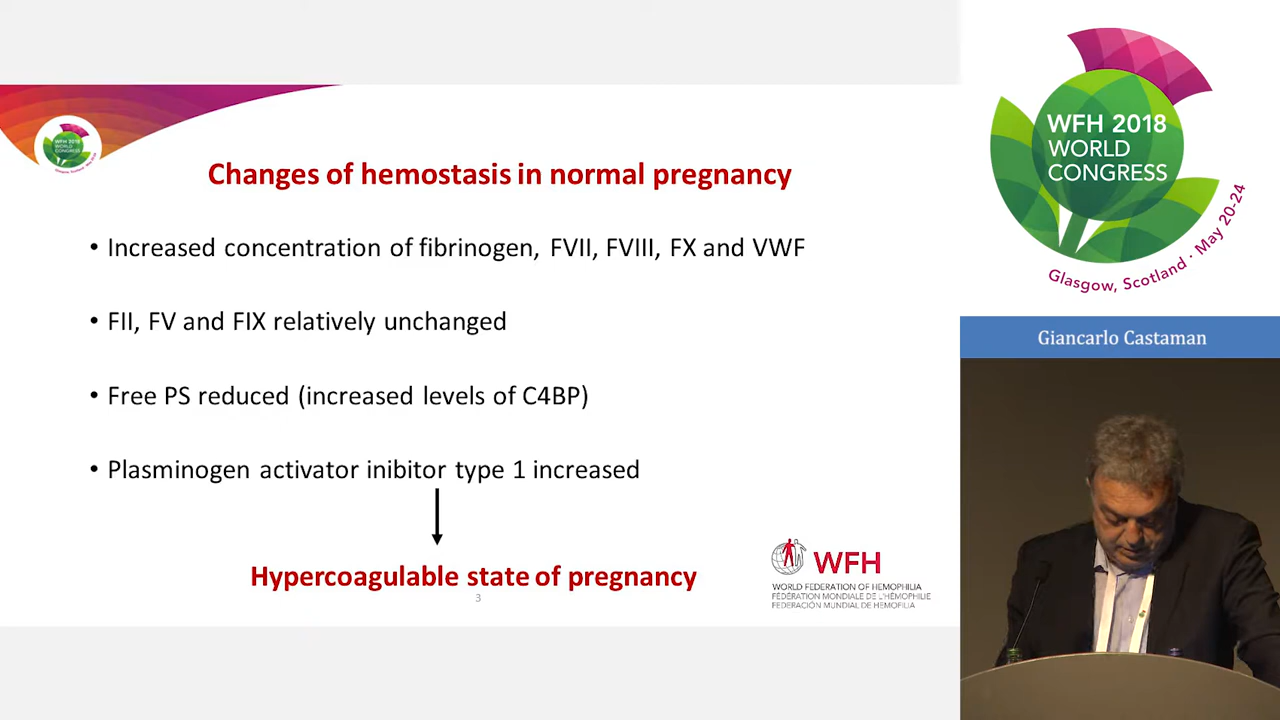 Changes of hemostasis in normal pregnancy
• Increased concentration of fibrinogen, FVII, FVIII, FX and VWF
• FII, FV and FIX relatively unchanged
• Free PS reduced (increased levels of C4BP)
• Plasminogen activator inibitor type 1 increased
Hypercoagulable state of pregnancy
3
WFH
WORLD FEDERATION OF HEMOPHILIA
FÉDÉRATION MONDIALE DE L'HÉMOPHILIE
FEDERACIÓN MUNDIAL DE HEMOFILIA
WFH 2018
WORLD
CONGRESS
Glasgow, Scotland · May 20-24
Giancarlo Castaman